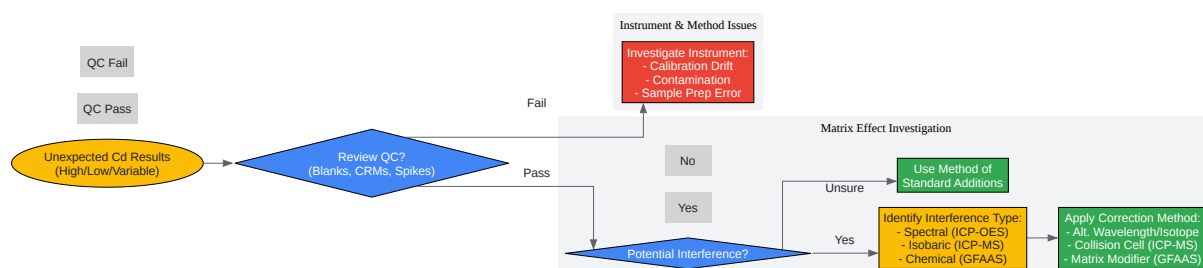 QC Fail
QC Pass
Unexpected Cd Results
(High/Low/Variable)
Review QC?
(Blanks, CRMs, Spikes)
Fail
Pass
Instrument & Method Issues
Investigate Instrument:
- Calibration Drift
- Contamination
- Sample Prep Error
Matrix Effect Investigation
No
Yes
Potential Interference?
Unsure
Yes
Use Method of
Standard Additions
Identify Interference Type:
- Spectral (ICP-OES)
- Isobaric (ICP-MS)
- Chemical (GFAAS)
Apply Correction Method:
- Alt. Wavelength/Isotope
- Collision Cell (ICP-MS)
- Matrix Modifier (GFAAS)